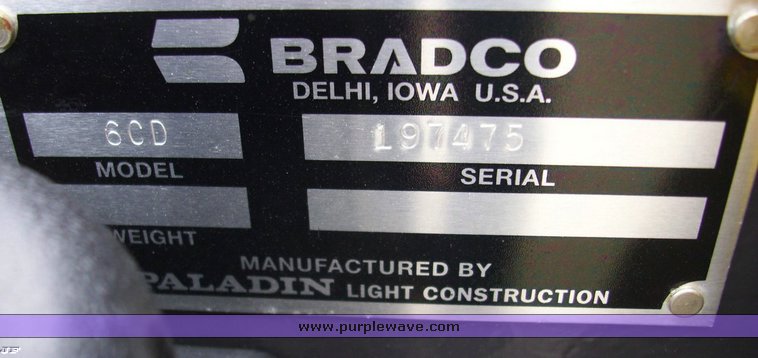 BRADCO
DELHI, IOWA U.S.A.
6CD L97475
MODEL SERIAL
WEIGHT
MANUFACTURED BY
PALADIN LIGHT CONSTRUCTION
www.purplewave.com